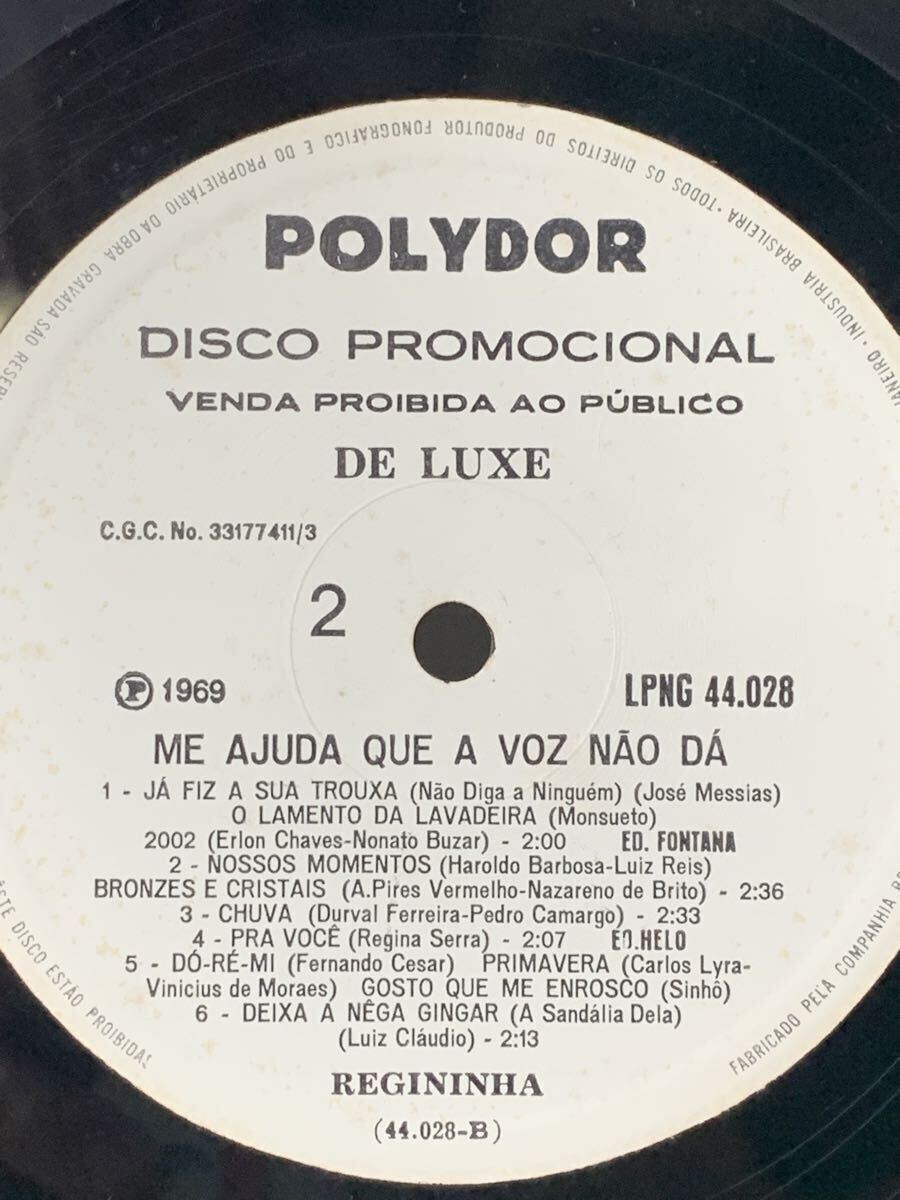 POLYDOR
DISCO PROMOCIONAL
VENDA PROIBIDA AO PÚBLICO
DE LUXE
C.G.C. No. 33177411/3
2
Ⓟ 1969
LPNG 44.028
ME AJUDA QUE A VOZ NÃO DÁ
1 - JÁ FIZ A SUA TROUXA (Não Diga a Ninguém) (José Messias)
O LAMENTO DA LAVADEIRA (Monsueto)
2002 (Erlon Chaves-Nonato Buzar) - 2:00 ED. FONTANA
2 - NOSSOS MOMENTOS (Haroldo Barbosa-Luiz Reis)
BRONZES E CRISTAIS (A.Pires Vermelho-Nazareno de Brito) - 2:36
3 - CHUVA (Durval Ferreira-Pedro Camargo) - 2:33
4 - PRA VOCÊ (Regina Serra) - 2:07 ED.HELO
5 - DÓ-RÉ-MI (Fernando Cesar) PRIMAVERA (Carlos Lyra-
Vinicius de Moraes) GOSTO QUE ME ENROSCO (Sinhô)
6 - DEIXA A NÊGA GINGAR (A Sandália Dela)
(Luiz Cláudio) - 2:13
REGININHA
(44.028-B)
FABRICADO PELA COMPANHIA
JANEIRO · INDUSTRIA BRASILEIRA · TODOS OS DIREITOS DO PRODUTOR FONOGRÁFICO E DO PROPRIETÁRIO DA OBRA GRAVADA SÃO
DISCO ESTÃO PROIBIDAS